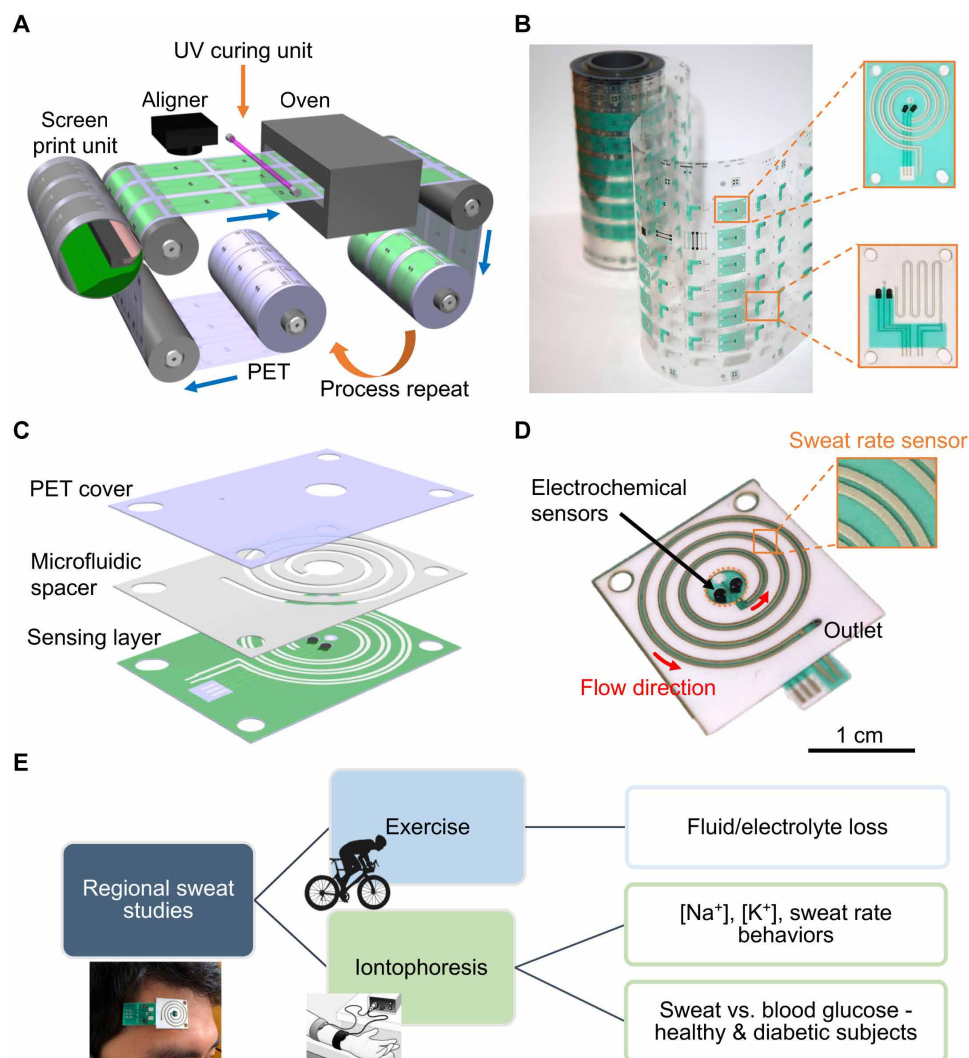 A
UV curing unit
Aligner
Oven
Screen
print unit
PET
Process repeat
B
C
PET cover
Microfluidic
spacer
Sensing layer
D
Sweat rate sensor
Electrochemical
sensors
Outlet
Flow direction
1 cm
E
Regional sweat
studies
Exercise
Iontophoresis
Fluid/electrolyte loss
[Na⁺], [K⁺], sweat rate
behaviors
Sweat vs. blood glucose -
healthy & diabetic subjects